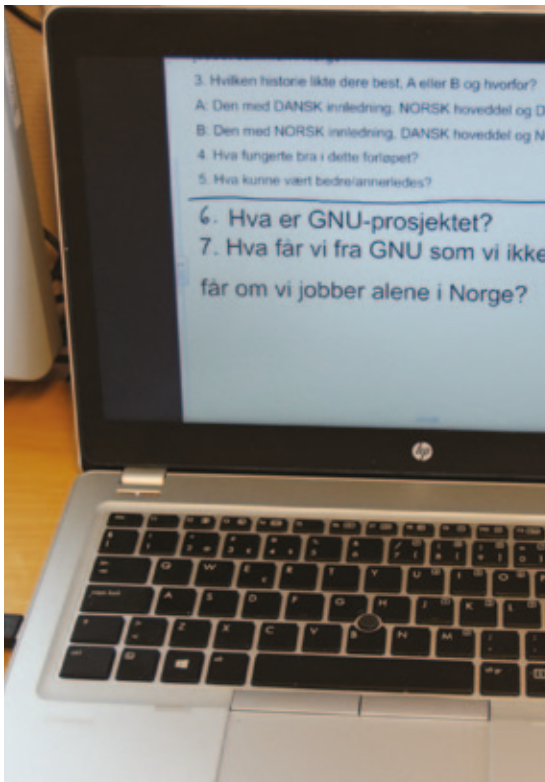 3. Hvilken historie likte dere best, A eller B og hvorfor?
A: Den med DANSK innledning, NORSK hoveddel og D
B: Den med NORSK innledning, DANSK hoveddel og N
4. Hva fungerte bra i dette forløpet?
5. Hva kunne vært bedre/annerledes?
6. Hva er GNU-prosjektet?
7. Hva får vi fra GNU som vi ikke
får om vi jobber alene i Norge?
hp
Q W E R T Y U I O P
A S D F G H J K L
Z X C V B N M